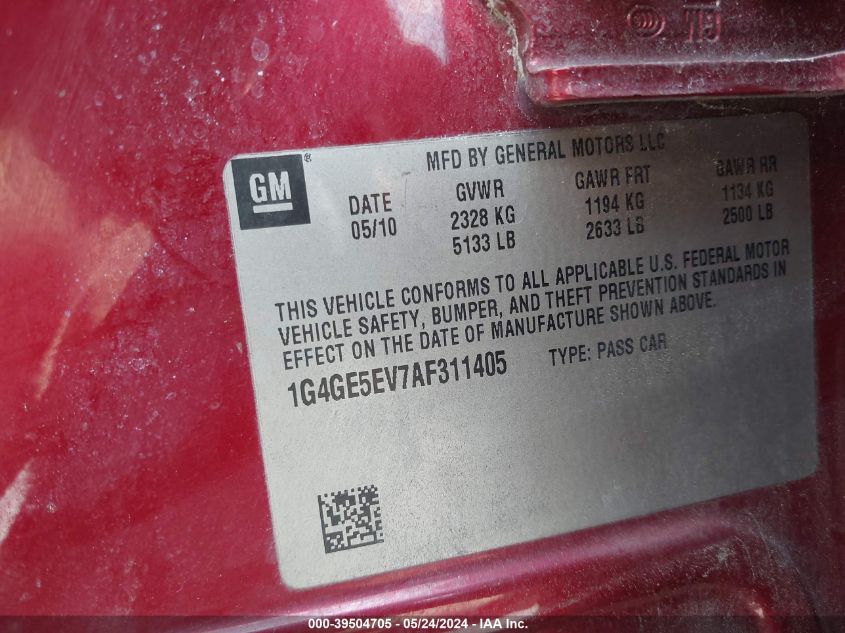 GM
MFD BY GENERAL MOTORS LLC
DATE GVWR GAWR FRT GAWR RR
05/10 2328 KG 1194 KG 1134 KG
5133 LB 2633 LB 2500 LB
THIS VEHICLE CONFORMS TO ALL APPLICABLE U.S. FEDERAL MOTOR
VEHICLE SAFETY, BUMPER, AND THEFT PREVENTION STANDARDS IN
EFFECT ON THE DATE OF MANUFACTURE SHOWN ABOVE.
1G4GE5EV7AF311405 TYPE: PASS CAR
000-39504705 - 05/24/2024 - IAA, Inc.